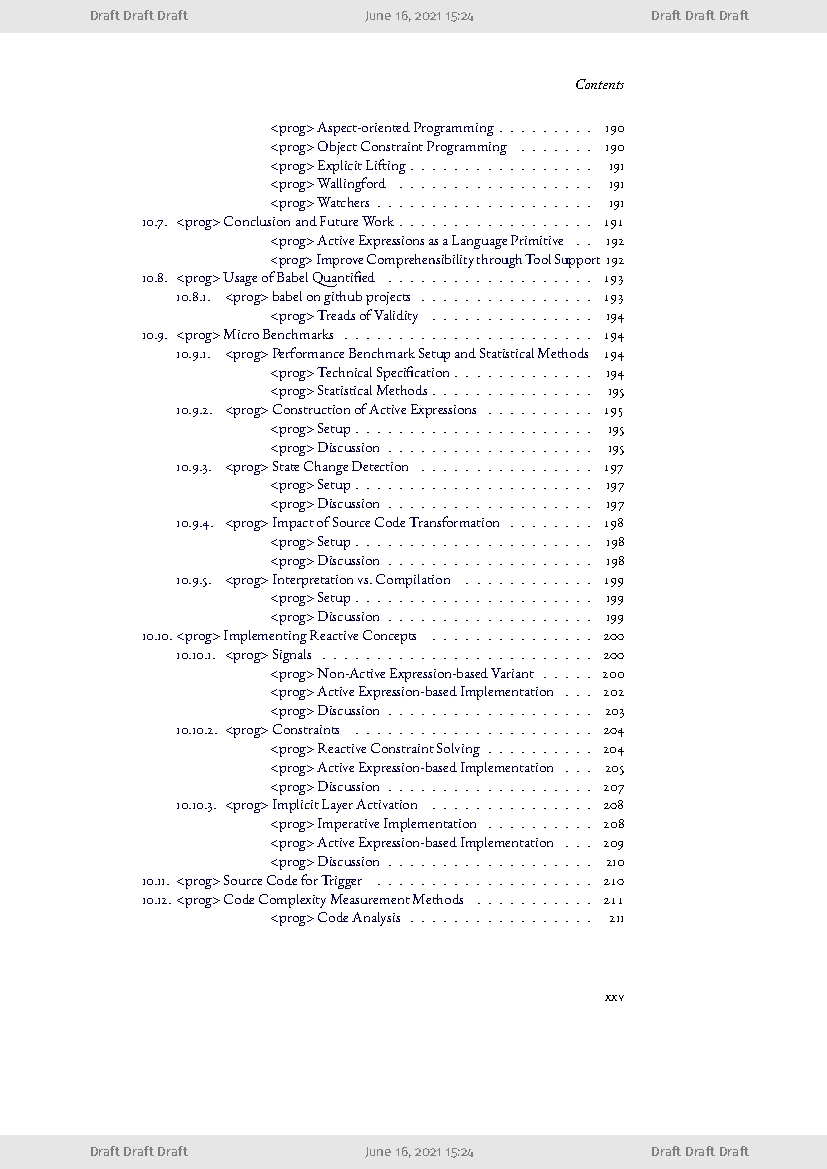 Draft Draft Draft June 16, 2021 15:24 Draft Draft Draft
Contents
<prog> Aspect-oriented Programming . . . . . . . . . 190
<prog> Object Constraint Programming . . . . . . . 190
<prog> Explicit Lifting . . . . . . . . . . . . . . . . . 191
<prog> Wallingford . . . . . . . . . . . . . . . . . . 191
<prog> Watchers . . . . . . . . . . . . . . . . . . . . 191
10.7. <prog> Conclusion and Future Work . . . . . . . . . . . . . . . . . . 191
<prog> Active Expressions as a Language Primitive . . 192
<prog> Improve Comprehensibility through Tool Support 192
10.8. <prog> Usage of Babel Quantified . . . . . . . . . . . . . . . . . . . 193
10.8.1. <prog> babel on github projects . . . . . . . . . . . . . . . . 193
<prog> Treads of Validity . . . . . . . . . . . . . . . 194
10.9. <prog> Micro Benchmarks . . . . . . . . . . . . . . . . . . . . . . . 194
10.9.1. <prog> Performance Benchmark Setup and Statistical Methods 194
<prog> Technical Specification . . . . . . . . . . . . . 194
<prog> Statistical Methods . . . . . . . . . . . . . . . 195
10.9.2. <prog> Construction of Active Expressions . . . . . . . . . . 195
<prog> Setup . . . . . . . . . . . . . . . . . . . . . . 195
<prog> Discussion . . . . . . . . . . . . . . . . . . . 195
10.9.3. <prog> State Change Detection . . . . . . . . . . . . . . . . 197
<prog> Setup . . . . . . . . . . . . . . . . . . . . . . 197
<prog> Discussion . . . . . . . . . . . . . . . . . . . 197
10.9.4. <prog> Impact of Source Code Transformation . . . . . . . . 198
<prog> Setup . . . . . . . . . . . . . . . . . . . . . . 198
<prog> Discussion . . . . . . . . . . . . . . . . . . . 198
10.9.5. <prog> Interpretation vs. Compilation . . . . . . . . . . . . 199
<prog> Setup . . . . . . . . . . . . . . . . . . . . . . 199
<prog> Discussion . . . . . . . . . . . . . . . . . . . 199
10.10. <prog> Implementing Reactive Concepts . . . . . . . . . . . . . . . 200
10.10.1. <prog> Signals . . . . . . . . . . . . . . . . . . . . . . . . . 200
<prog> Non-Active Expression-based Variant . . . . . 200
<prog> Active Expression-based Implementation . . . 202
<prog> Discussion . . . . . . . . . . . . . . . . . . . 203
10.10.2. <prog> Constraints . . . . . . . . . . . . . . . . . . . . . . 204
<prog> Reactive Constraint Solving . . . . . . . . . . 204
<prog> Active Expression-based Implementation . . . 205
<prog> Discussion . . . . . . . . . . . . . . . . . . . 207
10.10.3. <prog> Implicit Layer Activation . . . . . . . . . . . . . . . 208
<prog> Imperative Implementation . . . . . . . . . . 208
<prog> Active Expression-based Implementation . . . 209
<prog> Discussion . . . . . . . . . . . . . . . . . . . 210
10.11. <prog> Source Code for Trigger . . . . . . . . . . . . . . . . . . . . 210
10.12. <prog> Code Complexity Measurement Methods . . . . . . . . . . . 211
<prog> Code Analysis . . . . . . . . . . . . . . . . . 211
xxv
Draft Draft Draft June 16, 2021 15:24 Draft Draft Draft